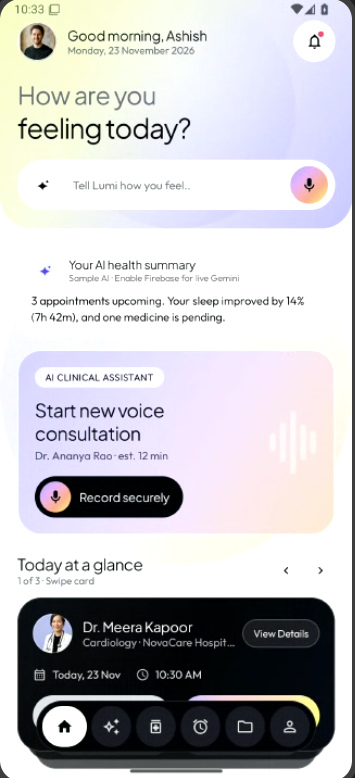 10:33
Good morning, Ashish
Monday, 23 November 2026
How are you
feeling today?
Tell Lumi how you feel..
Your AI health summary
Sample AI · Enable Firebase for live Gemini
3 appointments upcoming. Your sleep improved by 14%
(7h 42m), and one medicine is pending.
AI CLINICAL ASSISTANT
Start new voice
consultation
Dr. Ananya Rao · est. 12 min
Record securely
Today at a glance
1 of 3 · Swipe card
Dr. Meera Kapoor
Cardiology · NovaCare Hospit...
View Details
Today, 23 Nov
10:30 AM